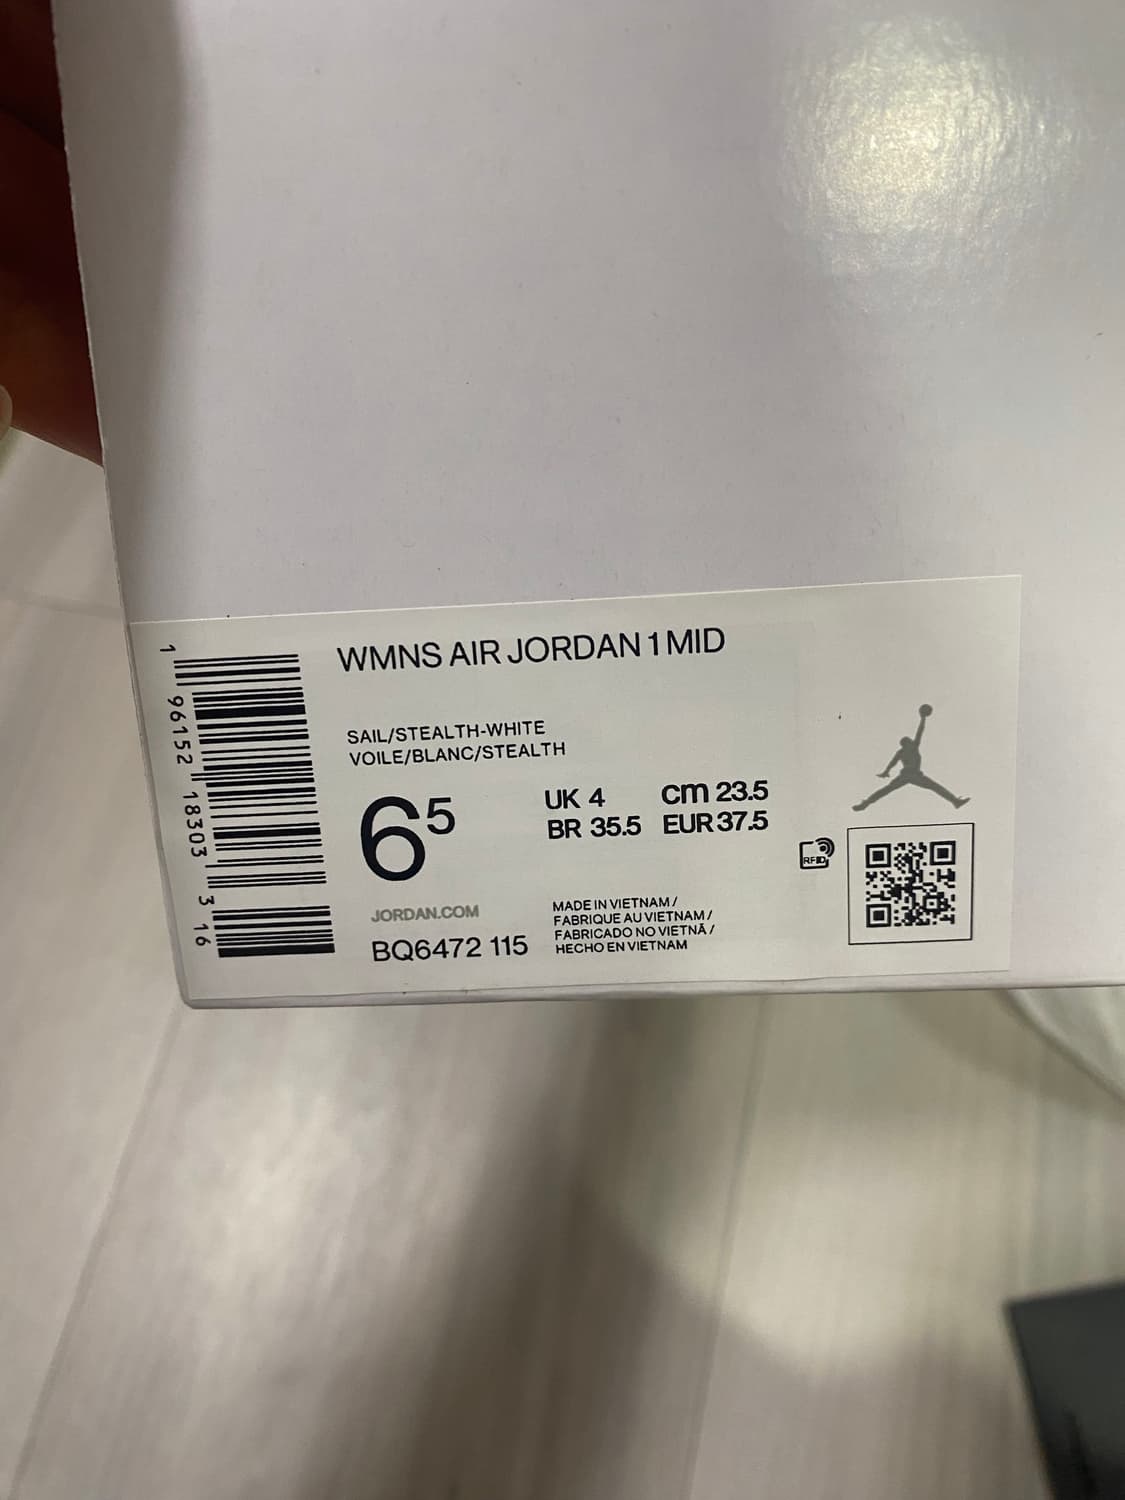 WMNS AIR JORDAN 1 MID
SAIL/STEALTH-WHITE
VOILE/BLANC/STEALTH
6⁵
UK 4 cm 23.5
BR 35.5 EUR 37.5
RFID
JORDAN.COM
BQ6472 115
MADE IN VIETNAM /
FABRIQUE AU VIETNAM /
FABRICADO NO VIETNÃ /
HECHO EN VIETNAM
1 96152 18303 3 16